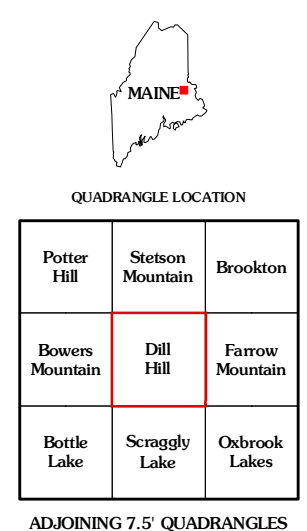 MAINE
QUADRANGLE LOCATION
Potter
Hill
Stetson
Mountain
Brookton
Bowers
Mountain
Dill
Hill
Farrow
Mountain
Bottle
Lake
Scraggly
Lake
Oxbrook
Lakes
ADJOINING 7.5' QUADRANGLES